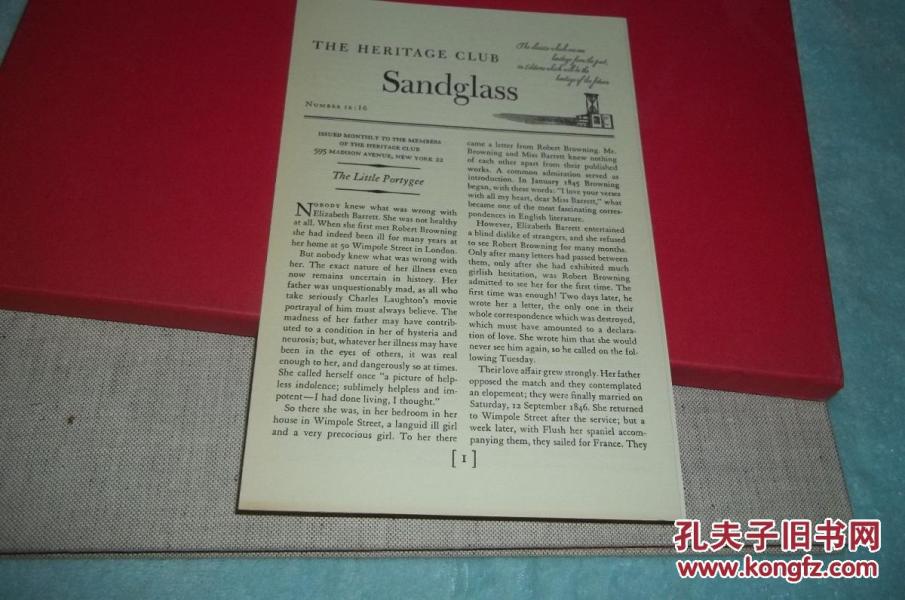 THE HERITAGE CLUB
The classics which are our
heritage from the past,
in Editions which will be the
heritage of the future
Sandglass
NUMBER
ISSUED MONTHLY TO THE MEMBERS
OF THE HERITAGE CLUB
595 MADISON AVENUE, NEW YORK 22
The Little Portygee
NOBODY knew what was wrong with
Elizabeth Barrett. She was not healthy
at all. When she first met Robert Browning
she had indeed been ill for many years at
her home at 50 Wimpole Street in London.
But nobody knew what was wrong with
her. The exact nature of her illness even
now remains uncertain in history. Her
father was unquestionably mad, as all who
take seriously Charles Laughton's movie
portrayal of him must always believe. The
madness of her father may have contrib-
uted to a condition in her of hysteria and
neurosis; but, whatever her illness may have
been in the eyes of others, it was real
enough to her, and dangerously so at times.
She called herself once "a picture of help-
less indolence; sublimely helpless and im-
potent—I had done living, I thought."
So there she was, in her bedroom in her
house in Wimpole Street, a languid ill girl
and a very precocious girl. To her there
came a letter from Robert Browning. Mr.
Browning and Miss Barrett knew nothing
of each other apart from their published
works. A common admiration served as
introduction. In January 1845 Browning
began, with these words: "I love your verses
with all my heart, dear Miss Barrett," what
became one of the most fascinating corres-
pondences in English literature.
However, Elizabeth Barrett entertained
a blind dislike of strangers, and she refused
to see Robert Browning for many months.
Only after many letters had passed between
them, only after she had exhibited much
girlish hesitation, was Robert Browning
admitted to see her for the first time. The
first time was enough! Two days later, he
wrote her a letter, the only one in their
whole correspondence which was destroyed,
which must have amounted to a declara-
tion of love. She wrote him that she would
never see him again, so he called on the fol-
lowing Tuesday.
Their love affair grew strongly. Her father
opposed the match and they contemplated
an elopement; they were finally married on
Saturday, 12 September 1846. She returned
to Wimpole Street after the service; but a
week later, with Flush her spaniel accom-
panying them, they sailed for France. They
[ 1 ]
孔夫子旧书网
www.kongfz.com